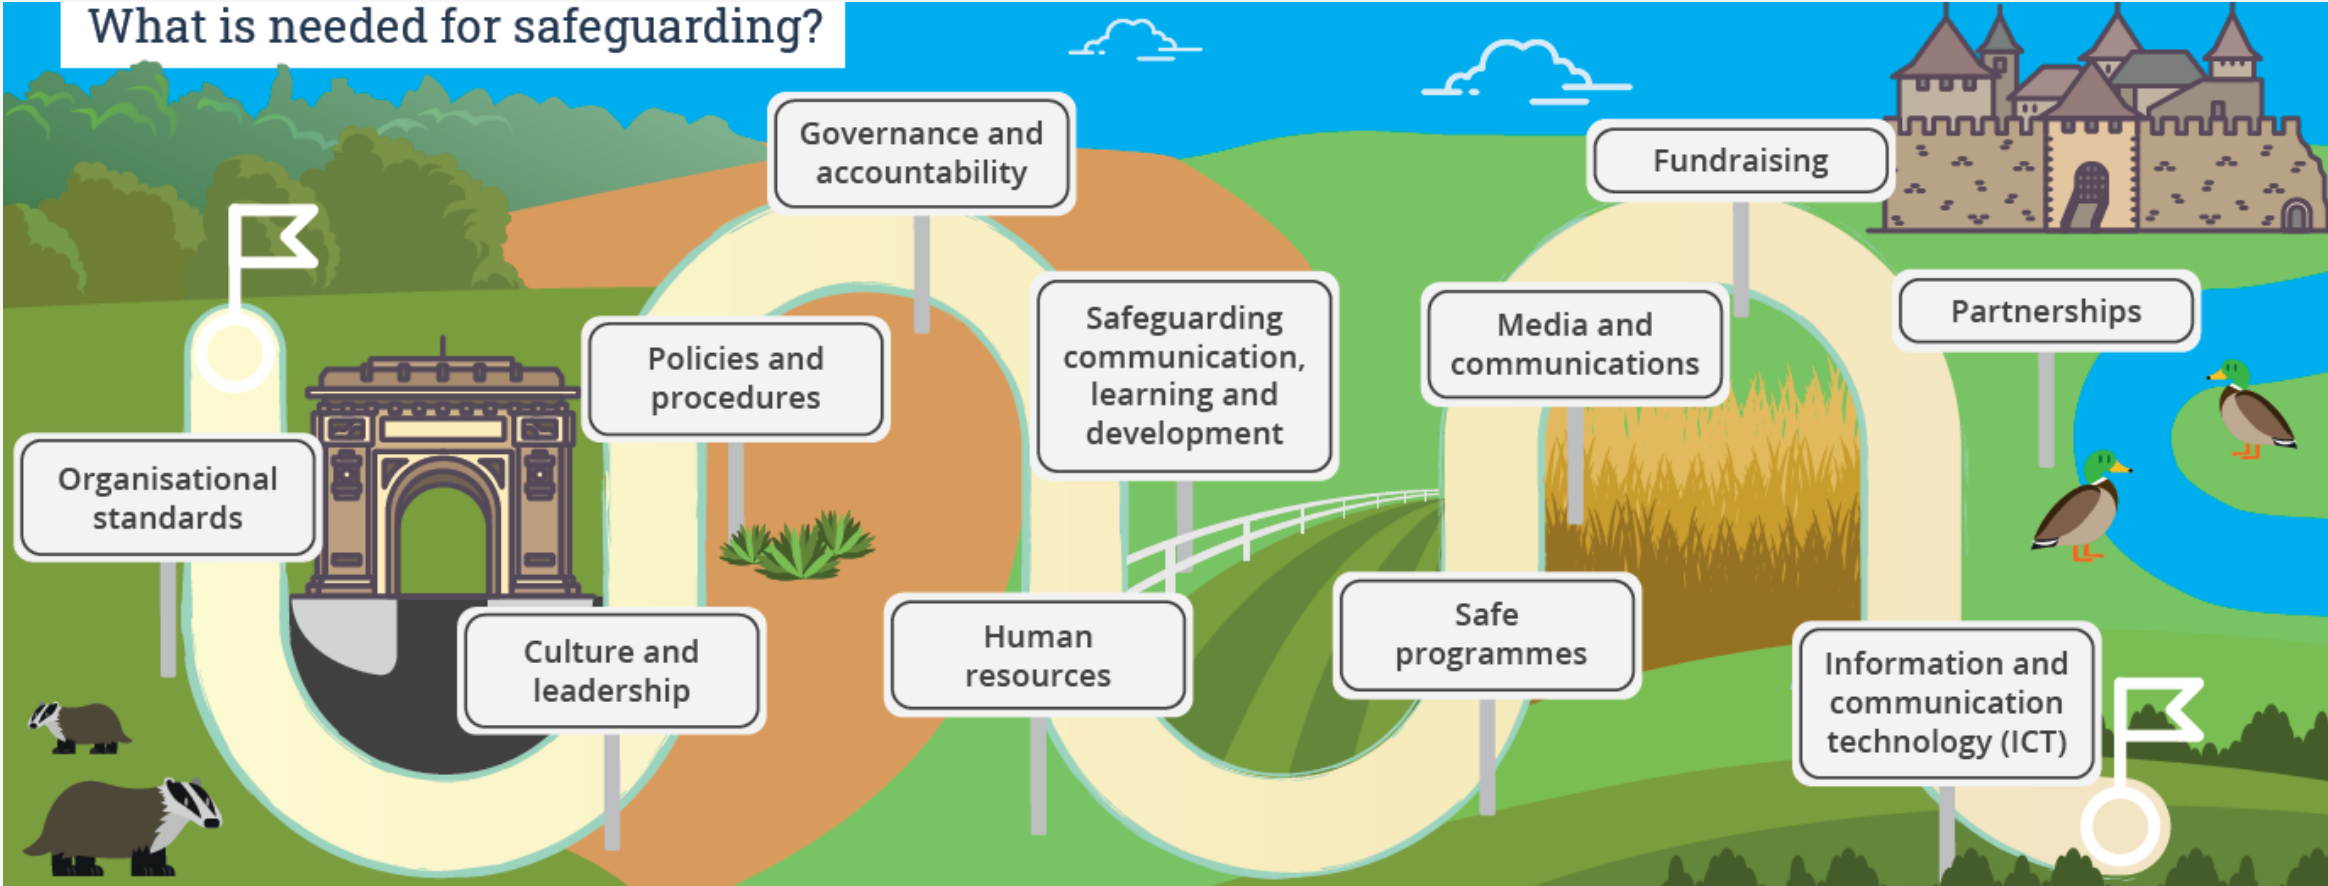 What is needed for safeguarding?
Organisational
standards
Culture and
leadership
Policies and
procedures
Governance and
accountability
Safeguarding
communication,
learning and
development
Human
resources
Safe
programmes
Media and
communications
Fundraising
Partnerships
Information and
communication
technology (ICT)